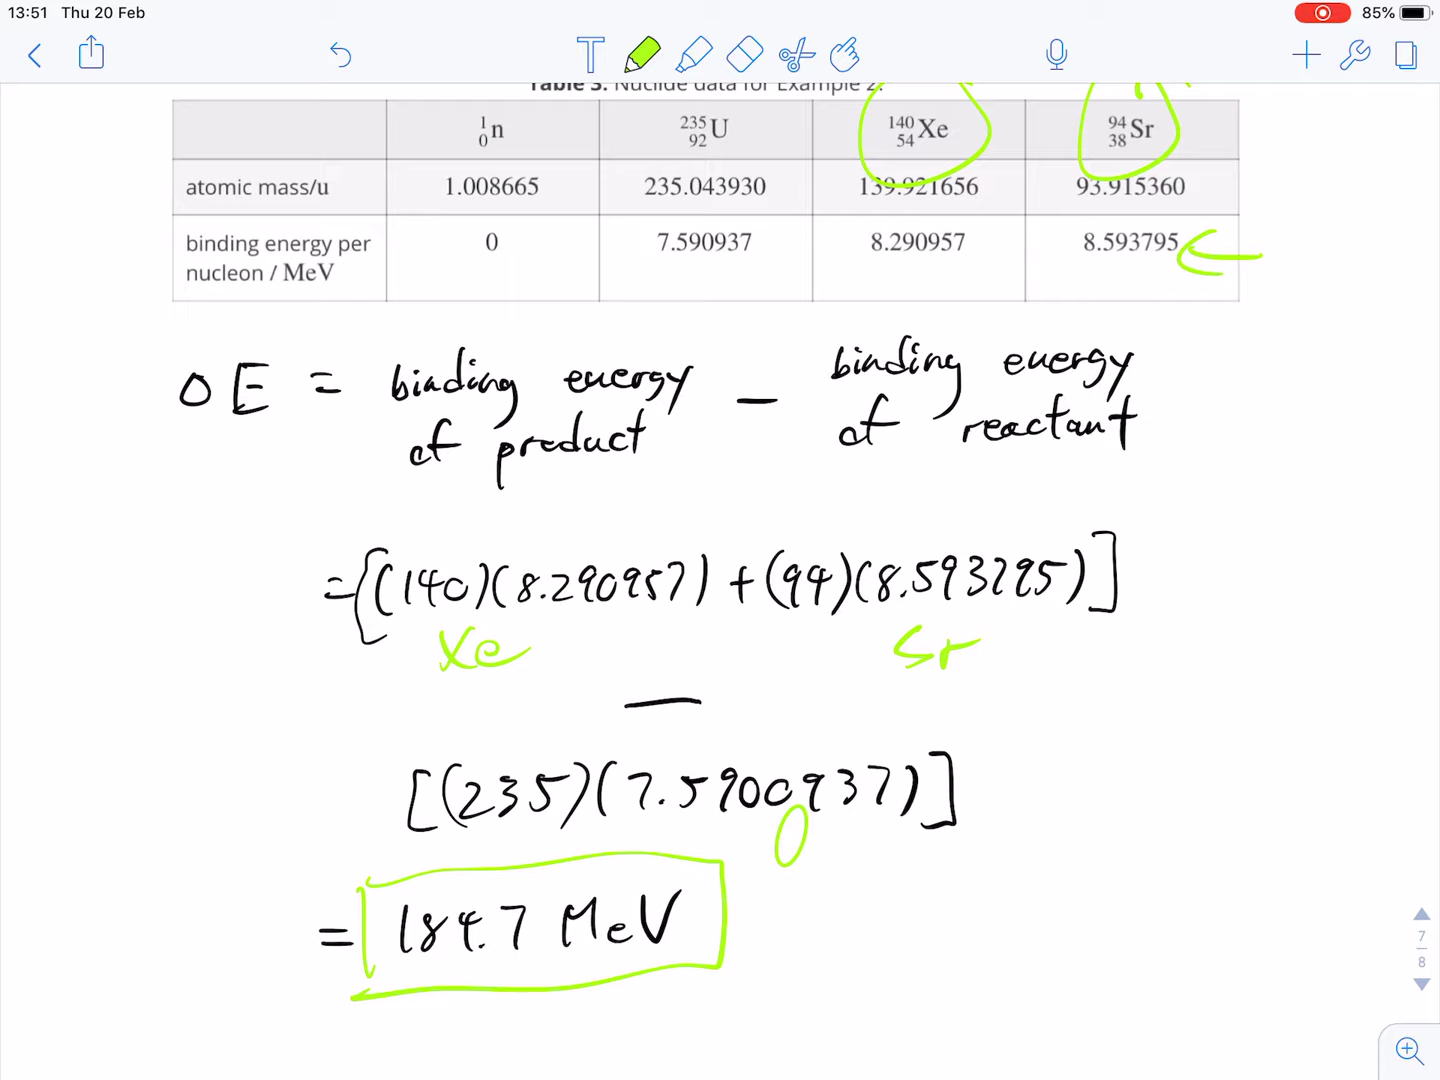 13:51 Thu 20 Feb 85%
Table 3. Nuclide data for Example 2.
¹₀n ²³⁵₉₂U ¹⁴⁰₅₄Xe ⁹⁴₃₈Sr
atomic mass/u 1.008665 235.043930 139.921656 93.915360
binding energy per nucleon / MeV 0 7.590937 8.290957 8.593795
ΔE = binding energy of product − binding energy of reactant
= [(140)(8.290957) + (94)(8.593795)]
Xe Sr
−
[(235)(7.5900937)]
0
= 184.7 MeV
7
8